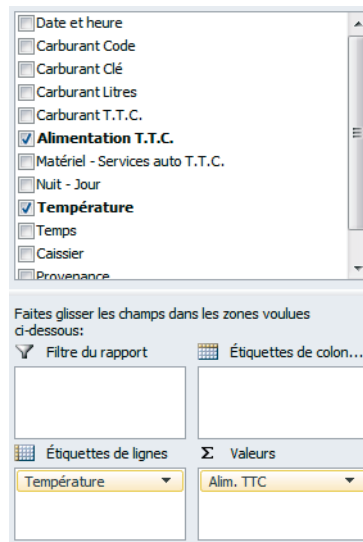 Date et heure
Carburant Code
Carburant Clé
Carburant Litres
Carburant T.T.C.
Alimentation T.T.C.
Matériel - Services auto T.T.C.
Nuit - Jour
Température
Temps
Caissier
Provenance
Faites glisser les champs dans les zones voulues
ci-dessous:
Filtre du rapport
Étiquettes de colon...
Étiquettes de lignes
Σ Valeurs
Température
Alim. TTC